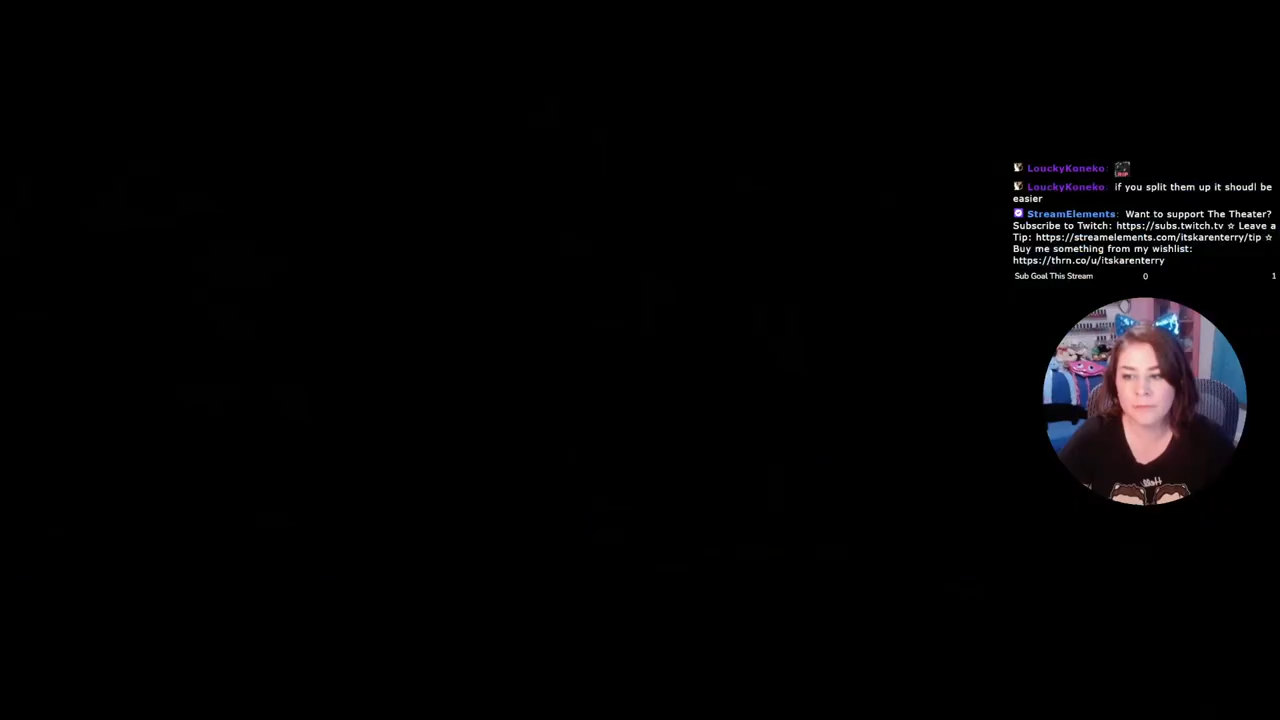 LouckyKoneko:
LouckyKoneko: if you split them up it shoudl be
easier
StreamElements: Want to support The Theater?
Subscribe to Twitch: https://subs.twitch.tv ☆ Leave a
Tip: https://streamelements.com/itskarenterry/tip ☆
Buy me something from my wishlist:
https://thrn.co/u/itskarenterry
Sub Goal This Stream 0 1